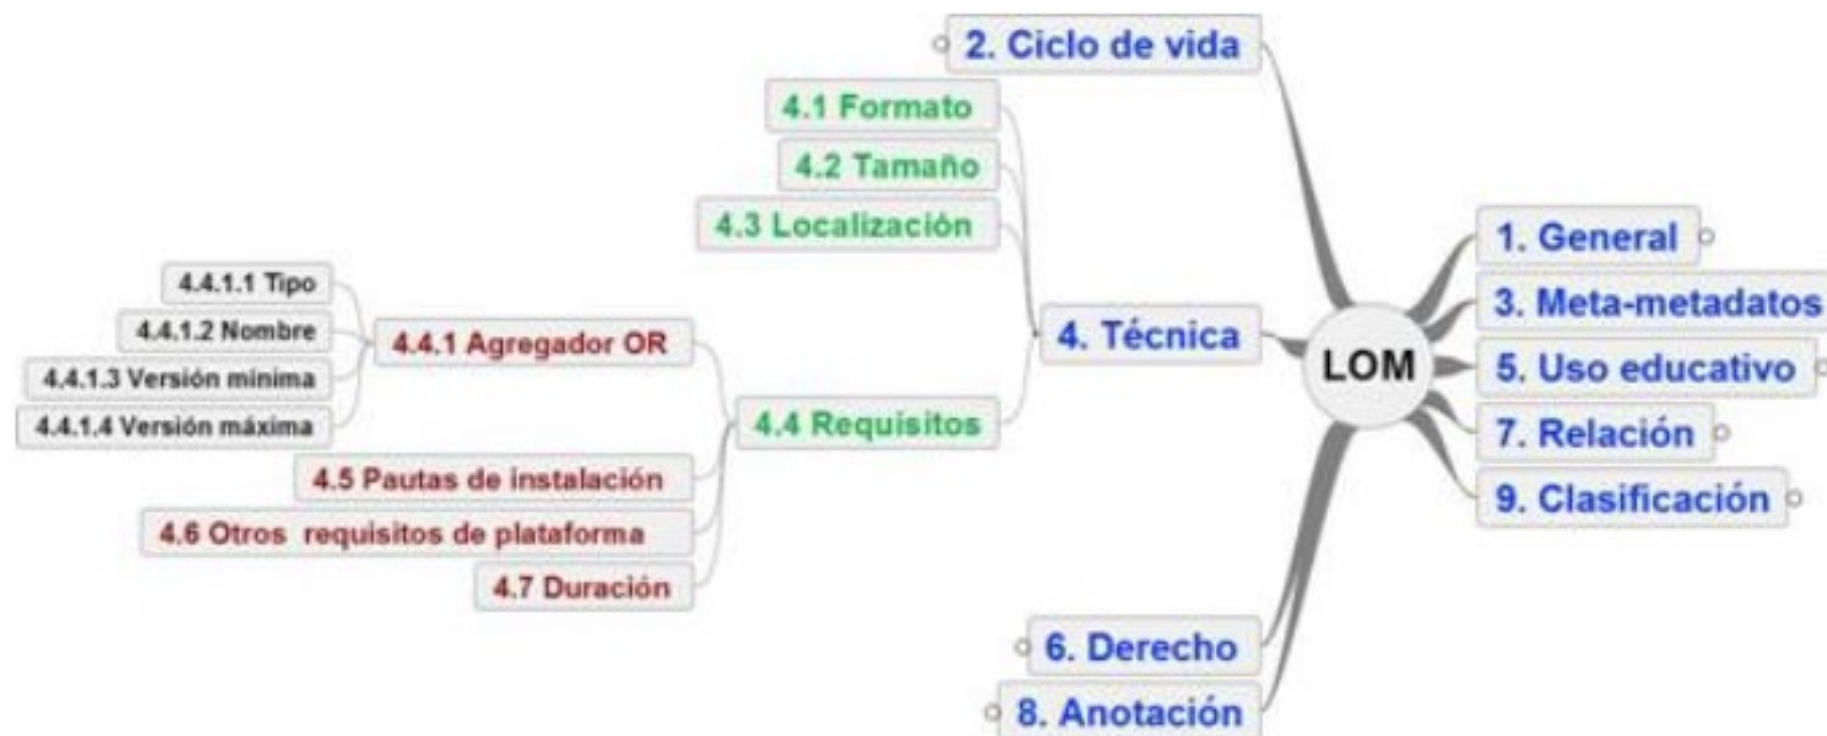 2. Ciclo de vida
4.1 Formato
4.2 Tamaño
4.3 Localización
4.4.1.1 Tipo
4.4.1.2 Nombre
4.4.1.3 Versión mínima
4.4.1.4 Versión máxima
4.4.1 Agregador OR
4.4 Requisitos
4.5 Pautas de instalación
4.6 Otros requisitos de plataforma
4.7 Duración
4. Técnica
LOM
1. General
3. Meta-metadatos
5. Uso educativo
7. Relación
9. Clasificación
6. Derecho
8. Anotación